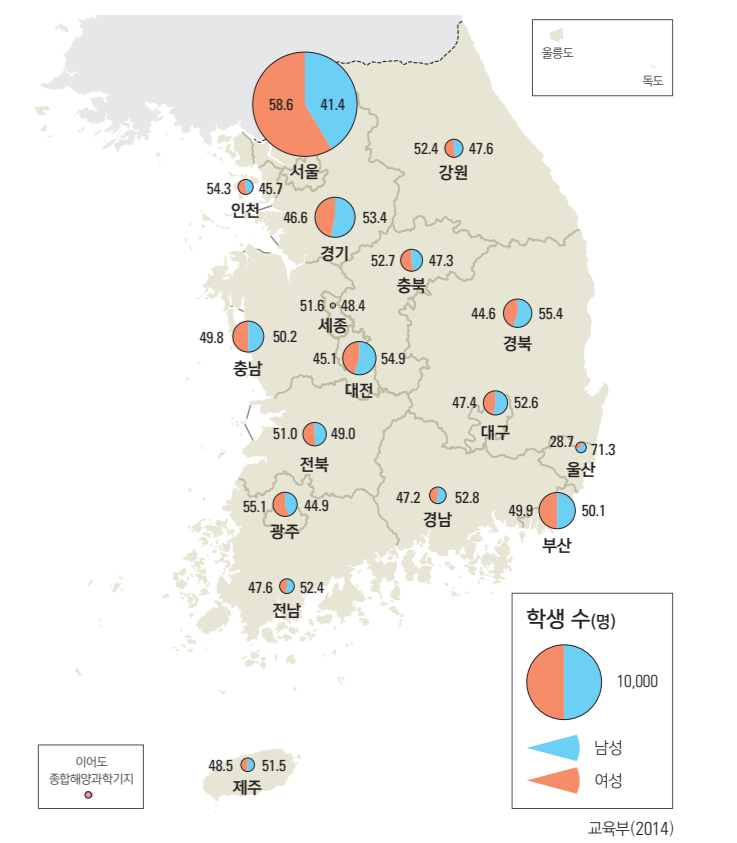 울릉도
독도
58.6 41.4
서울
52.4 47.6
강원
54.3 45.7
인천
46.6 53.4
경기
52.7 47.3
충북
51.6 48.4
세종
44.6 55.4
경북
49.8 50.2
충남
45.1 54.9
대전
47.4 52.6
대구
51.0 49.0
전북
28.7 71.3
울산
47.2 52.8
경남
55.1 44.9
광주
49.9 50.1
부산
47.6 52.4
전남
학생 수(명)
10,000
남성
여성
이어도
종합해양과학기지
48.5 51.5
제주
교육부(2014)